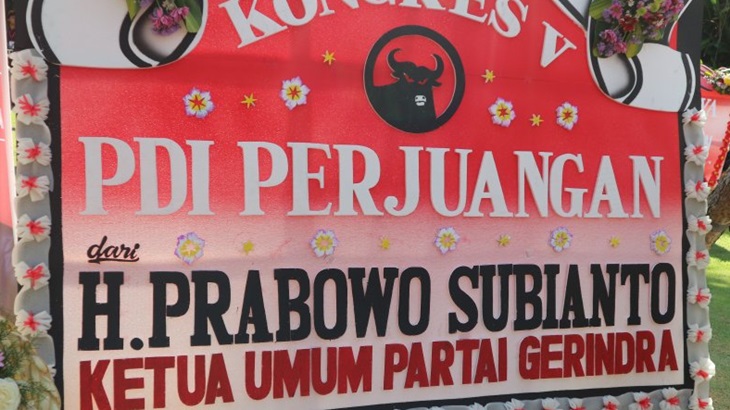 KONGRES V
PDI PERJUANGAN
dari
H.PRABOWO SUBIANTO
KETUA UMUM PARTAI GERINDRA